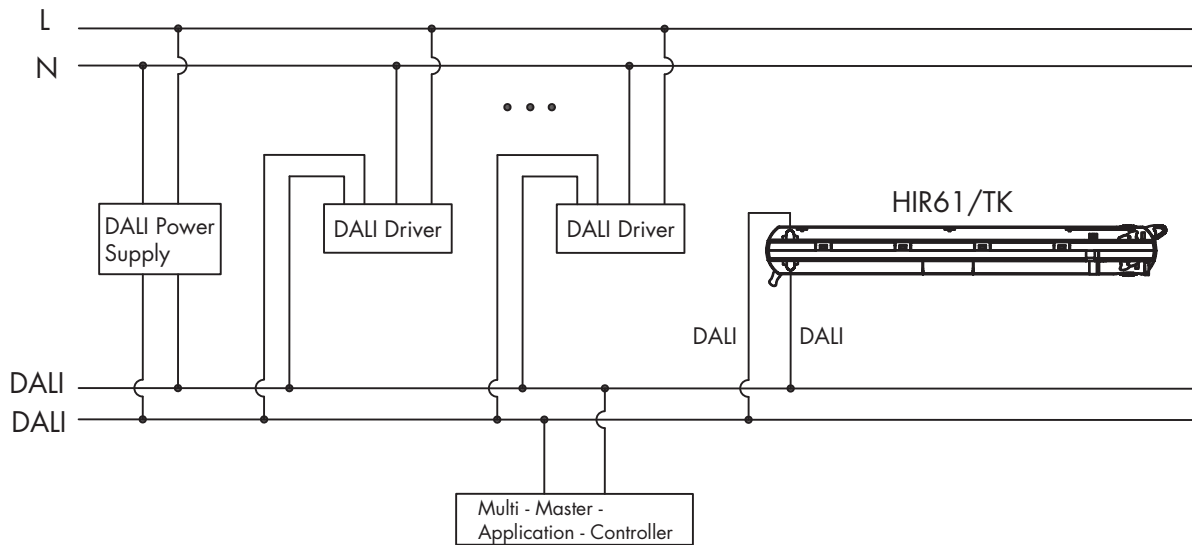 L
N
DALI Power
Supply
DALI Driver
DALI Driver
HIR61/TK
DALI
DALI
DALI
DALI
Multi - Master -
Application - Controller